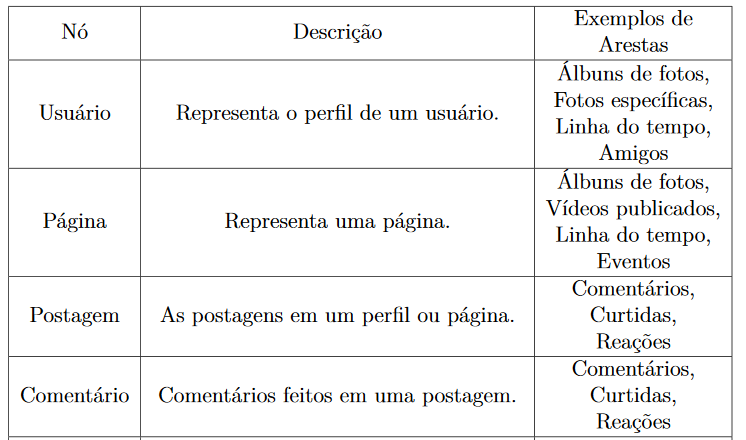 Nó Descrição Exemplos de
Arestas
Usuário Representa o perfil de um usuário. Álbuns de fotos,
Fotos específicas,
Linha do tempo,
Amigos
Página Representa uma página. Álbuns de fotos,
Vídeos publicados,
Linha do tempo,
Eventos
Postagem As postagens em um perfil ou página. Comentários,
Curtidas,
Reações
Comentário Comentários feitos em uma postagem. Comentários,
Curtidas,
Reações